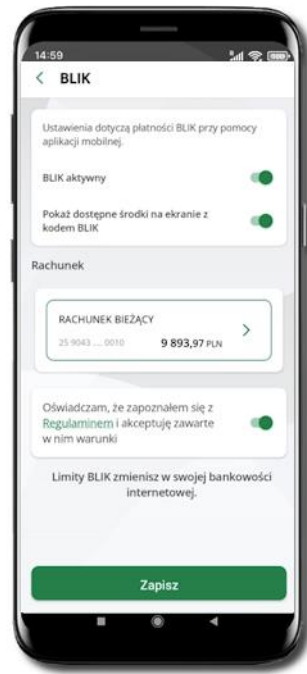 14:59
BLIK
Ustawienia dotyczą płatności BLIK przy pomocy
aplikacji mobilnej.
BLIK aktywny
Pokaż dostępne środki na ekranie z
kodem BLIK
Rachunek
RACHUNEK BIEŻĄCY
25 9043 ... 0010 9 893,97 PLN
Oświadczam, że zapoznałem się z
Regulaminem i akceptuję zawarte
w nim warunki
Limity BLIK zmienisz w swojej bankowości
internetowej.
Zapisz